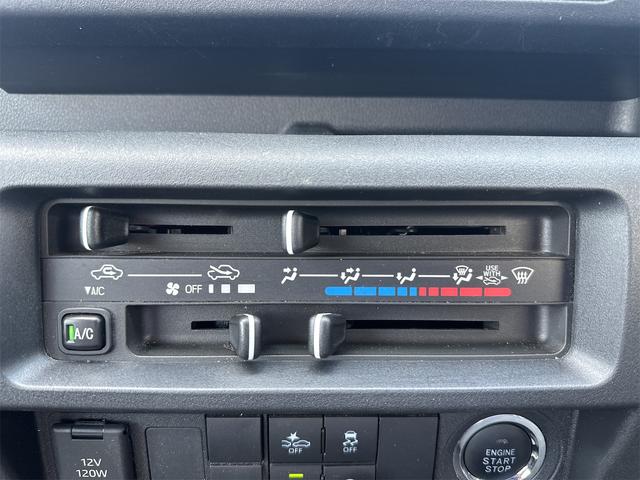 ▼A/C
OFF
USE
WITH
A/C
12V
120W
OFF
OFF
ENGINE
START
STOP